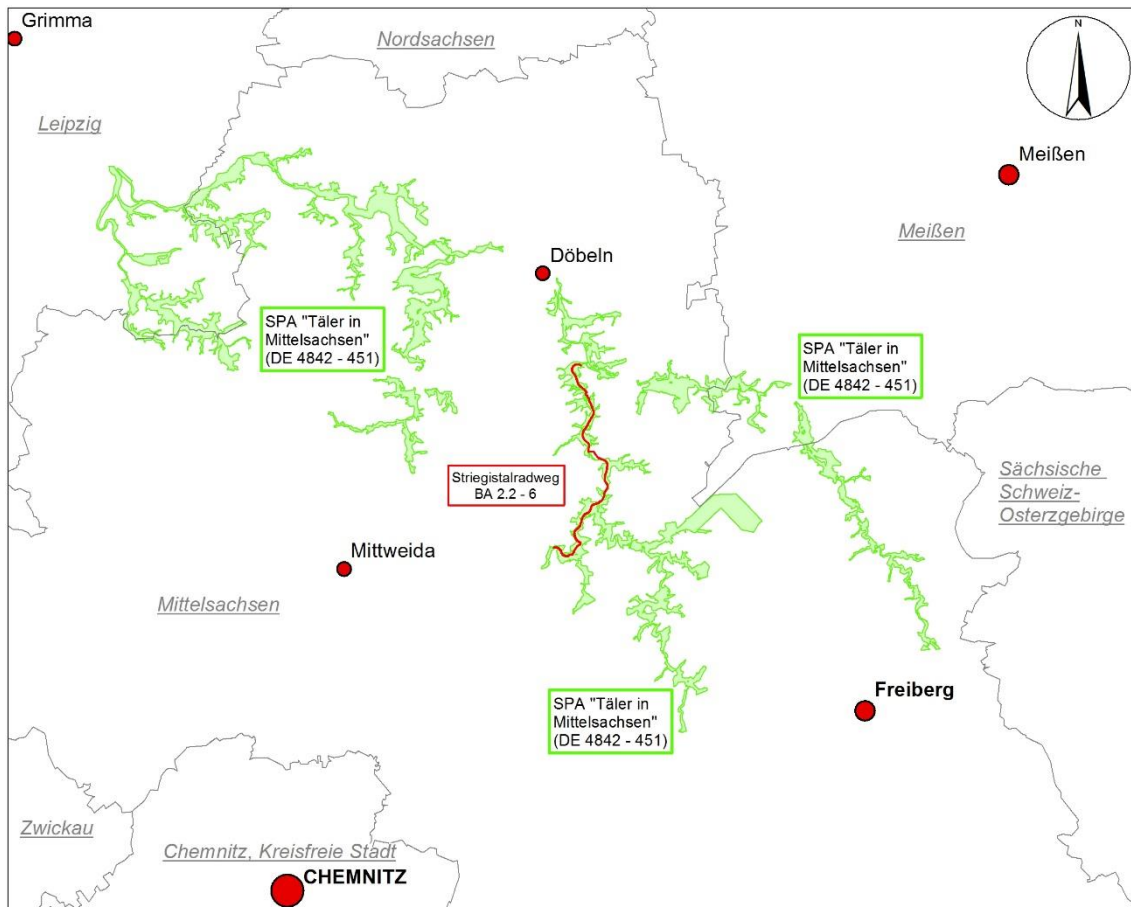 Grimma
Nordsachsen
N
Leipzig
Meißen
Meißen
Döbeln
SPA "Täler in
Mittelsachsen"
(DE 4842 - 451)
SPA "Täler in
Mittelsachsen"
(DE 4842 - 451)
Striegistalradweg
BA 2.2 - 6
Sächsische
Schweiz-
Osterzgebirge
Mittweida
Mittelsachsen
Freiberg
SPA "Täler in
Mittelsachsen"
(DE 4842 - 451)
Zwickau
Chemnitz, Kreisfreie Stadt
CHEMNITZ